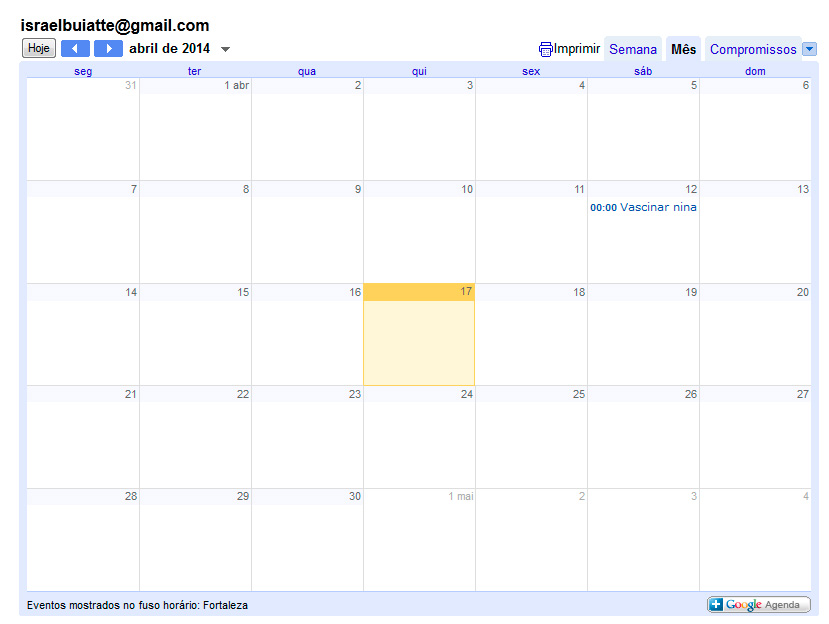 israelbuiatte@gmail.com
Hoje abril de 2014 Imprimir Semana Mês Compromissos
seg ter qua qui sex sáb dom
31 1 abr 2 3 4 5 6
7 8 9 10 11 12 13
00:00 Vascinar nina
14 15 16 17 18 19 20
21 22 23 24 25 26 27
28 29 30 1 mai 2 3 4
Eventos mostrados no fuso horário: Fortaleza Google Agenda